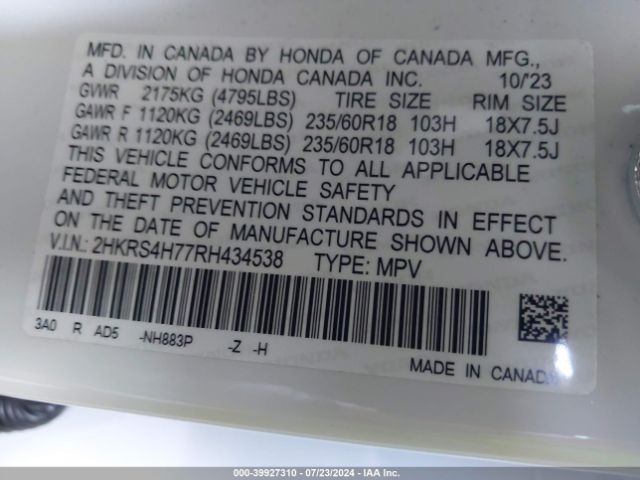 MFD. IN CANADA BY HONDA OF CANADA MFG.,
A DIVISION OF HONDA CANADA INC. 10/'23
GVWR 2175KG (4795LBS) TIRE SIZE RIM SIZE
GAWR F 1120KG (2469LBS) 235/60R18 103H 18X7.5J
GAWR R 1120KG (2469LBS) 235/60R18 103H 18X7.5J
THIS VEHICLE CONFORMS TO ALL APPLICABLE
FEDERAL MOTOR VEHICLE SAFETY
AND THEFT PREVENTION STANDARDS IN EFFECT
ON THE DATE OF MANUFACTURE SHOWN ABOVE.
V.I.N.: 2HKRS4H77RH434538 TYPE: MPV
3A0 R AD5 -NH883P -Z -H
MADE IN CANADA
000-39927310 - 07/23/2024 - IAA Inc.